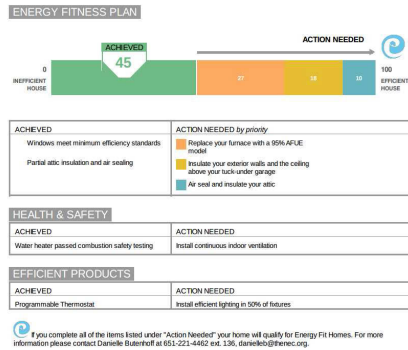 ENERGY FITNESS PLAN
ACTION NEEDED
ACHIEVED
45
0
INEFFICIENT
HOUSE
27
18
10
100
EFFICIENT
HOUSE
ACHIEVED
ACTION NEEDED by priority
Windows meet minimum efficiency standards
Replace your furnace with a 95% AFUE
model
Partial attic insulation and air sealing
Insulate your exterior walls and the ceiling
above your tuck-under garage
Air seal and insulate your attic
HEALTH & SAFETY
ACHIEVED
ACTION NEEDED
Water heater passed combustion safety testing
Install continuous indoor ventilation
EFFICIENT PRODUCTS
ACHIEVED
ACTION NEEDED
Programmable Thermostat
Install efficient lighting in 50% of fixtures
If you complete all of the items listed under "Action Needed" your home will qualify for Energy Fit Homes. For more
information please contact Danielle Butenhoff at 651-221-4462 ext. 136, danielleb@thenec.org.